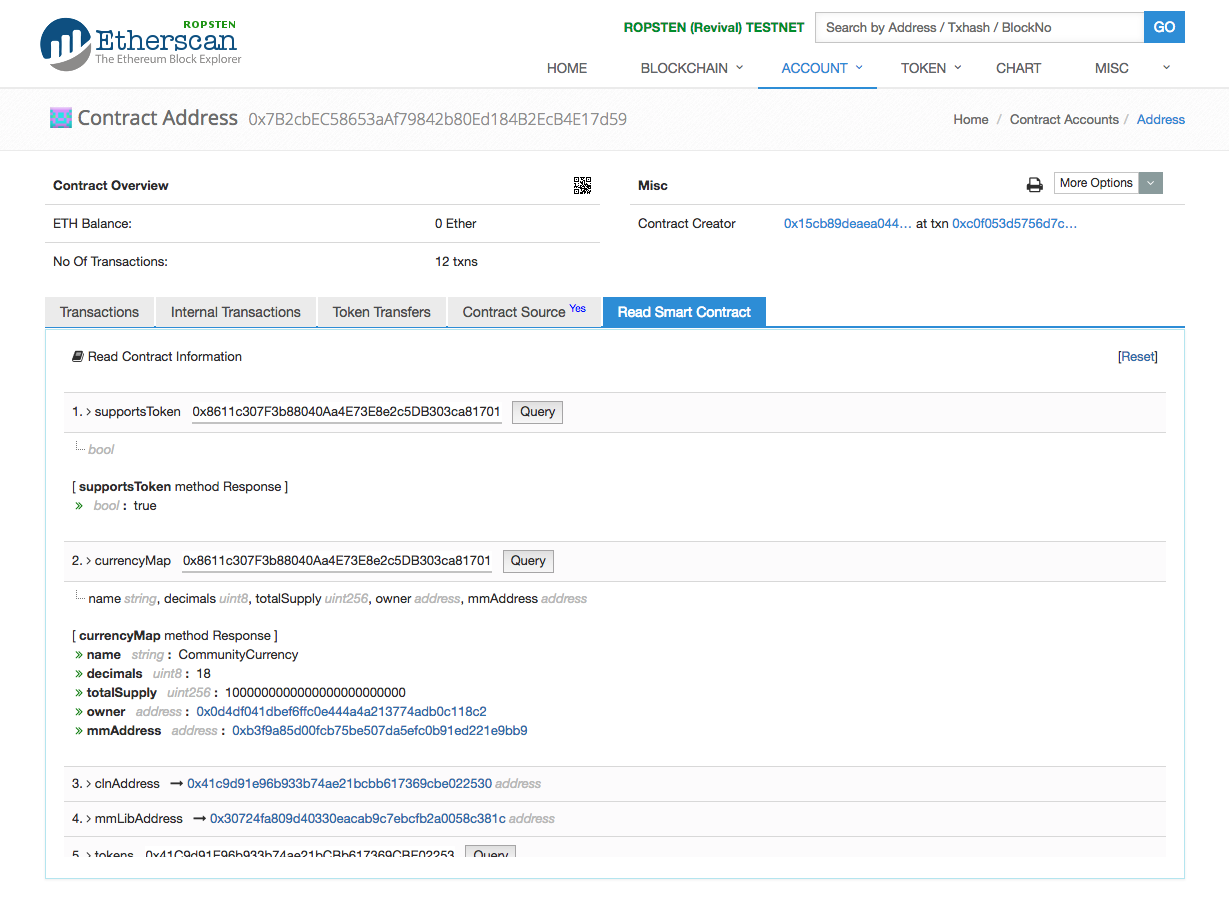 ROPSTEN
Etherscan
The Ethereum Block Explorer
ROPSTEN (Revival) TESTNET
Search by Address / Txhash / BlockNo
GO
HOME BLOCKCHAIN ACCOUNT TOKEN CHART MISC
Contract Address 0x7B2cbEC58653aAf79842b80Ed184B2EcB4E17d59
Home / Contract Accounts / Address
Contract Overview
ETH Balance: 0 Ether
No Of Transactions: 12 txns
Misc
More Options
Contract Creator 0x15cb89deaea044... at txn 0xc0f053d5756d7c...
Transactions Internal Transactions Token Transfers Contract Source Yes Read Smart Contract
Read Contract Information
[Reset]
1. > supportsToken 0x8611c307F3b88040Aa4E73E8e2c5DB303ca81701 Query
bool
[ supportsToken method Response ]
» bool : true
2. > currencyMap 0x8611c307F3b88040Aa4E73E8e2c5DB303ca81701 Query
name string, decimals uint8, totalSupply uint256, owner address, mmAddress address
[ currencyMap method Response ]
» name string : CommunityCurrency
» decimals uint8 : 18
» totalSupply uint256 : 1000000000000000000000000
» owner address : 0x0d4df041dbef6ffc0e444a4a213774adb0c118c2
» mmAddress address : 0xb3f9a85d00fcb75be507da5efc0b91ed221e9bb9
3. > clnAddress → 0x41c9d91e96b933b74ae21bcbb617369cbe022530 address
4. > mmLibAddress → 0x30724fa809d40330eacab9c7ebcfb2a0058c381c address
5. > tokens 0x41C9d91E96b933b74ae21bCBb617369CBE02253 Query